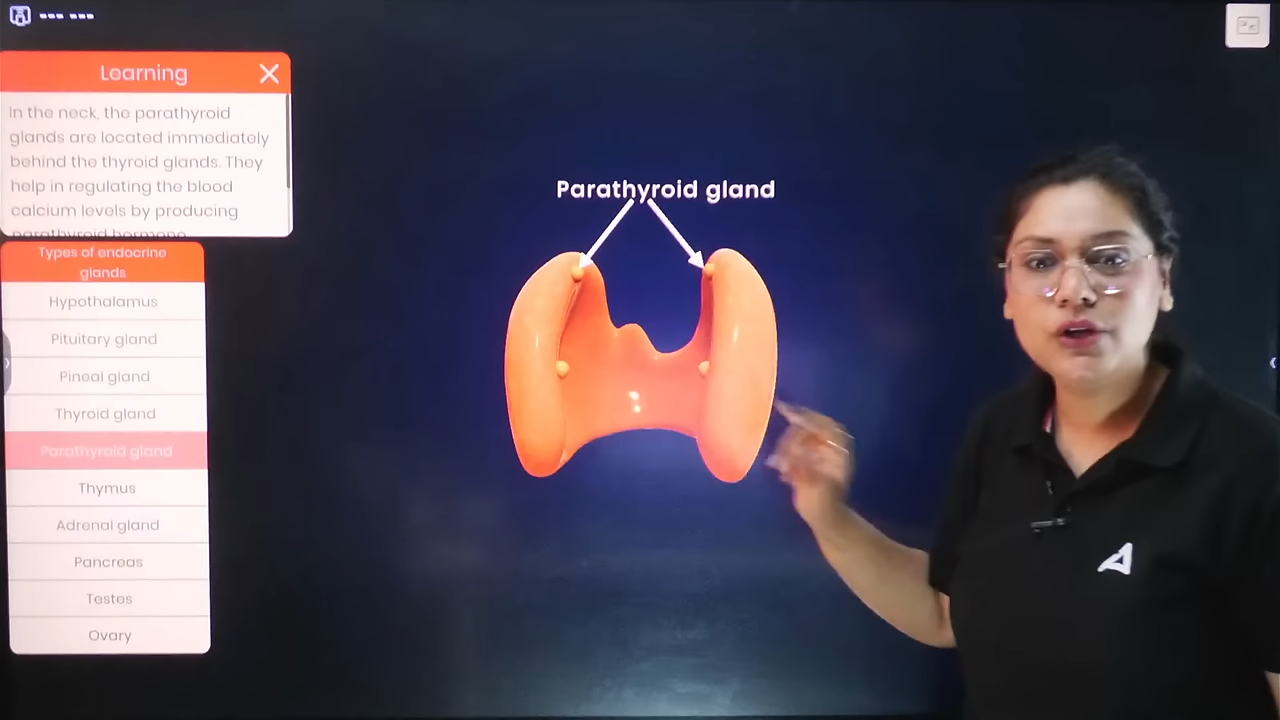 Learning
In the neck, the parathyroid
glands are located immediately
behind the thyroid glands. They
help in regulating the blood
calcium levels by producing
parathyroid hormone
Types of endocrine
glands
Hypothalamus
Pituitary gland
Pineal gland
Thyroid gland
Parathyroid gland
Thymus
Adrenal gland
Pancreas
Testes
Ovary
Parathyroid gland